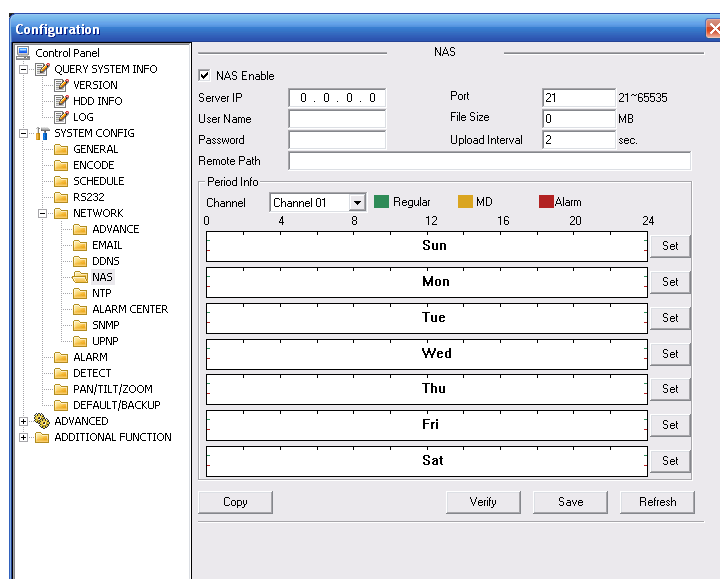 Configuration
Control Panel
QUERY SYSTEM INFO
VERSION
HDD INFO
LOG
SYSTEM CONFIG
GENERAL
ENCODE
SCHEDULE
RS232
NETWORK
ADVANCE
EMAIL
DDNS
NAS
NTP
ALARM CENTER
SNMP
UPNP
ALARM
DETECT
PAN/TILT/ZOOM
DEFAULT/BACKUP
ADVANCED
ADDITIONAL FUNCTION
NAS
NAS Enable
Server IP 0 . 0 . 0 . 0 Port 21 21~65535
User Name File Size 0 MB
Password Upload Interval 2 sec.
Remote Path
Period Info
Channel Channel 01 Regular MD Alarm
0 4 8 12 16 20 24
Sun Set
Mon Set
Tue Set
Wed Set
Thu Set
Fri Set
Sat Set
Copy Verify Save Refresh